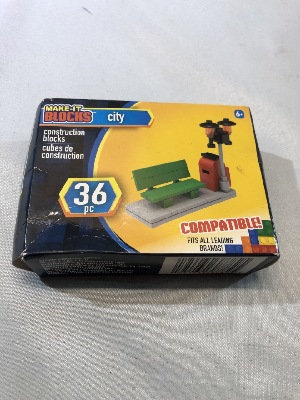 MAKE-IT
BLOCKS
city
6+
construction
blocks
cubes de
construction
36
pc
COMPATIBLE!
FITS ALL LEADING
BRANDS!